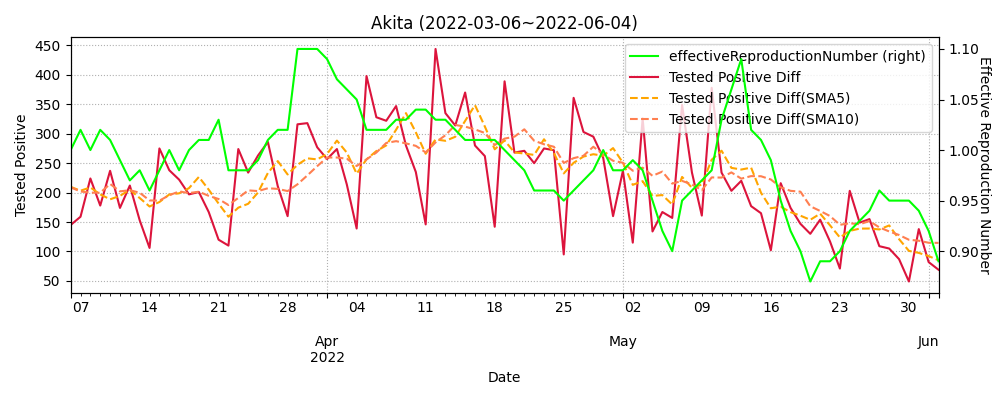 Akita (2022-03-06~2022-06-04)
effectiveReproductionNumber (right)
Tested Positive Diff
Tested Positive Diff(SMA5)
Tested Positive Diff(SMA10)
Tested Positive
450
400
350
300
250
200
150
100
50
1.10
1.05
1.00
0.95
0.90
Effective Reproduction Number
07 14 21 28 04 11 18 25 02 09 16 23 30
Apr May Jun
2022
Date